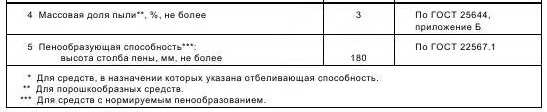 4 Массовая доля пыли**, %, не более 3 По ГОСТ 25644,
приложение Б
5 Пенообразующая способность***: По ГОСТ 22567.1
высота столба пены, мм, не более 180
* Для средств, в назначении которых указана отбеливающая способность.
** Для порошкообразных средств.
*** Для средств с нормируемым пенообразованием.